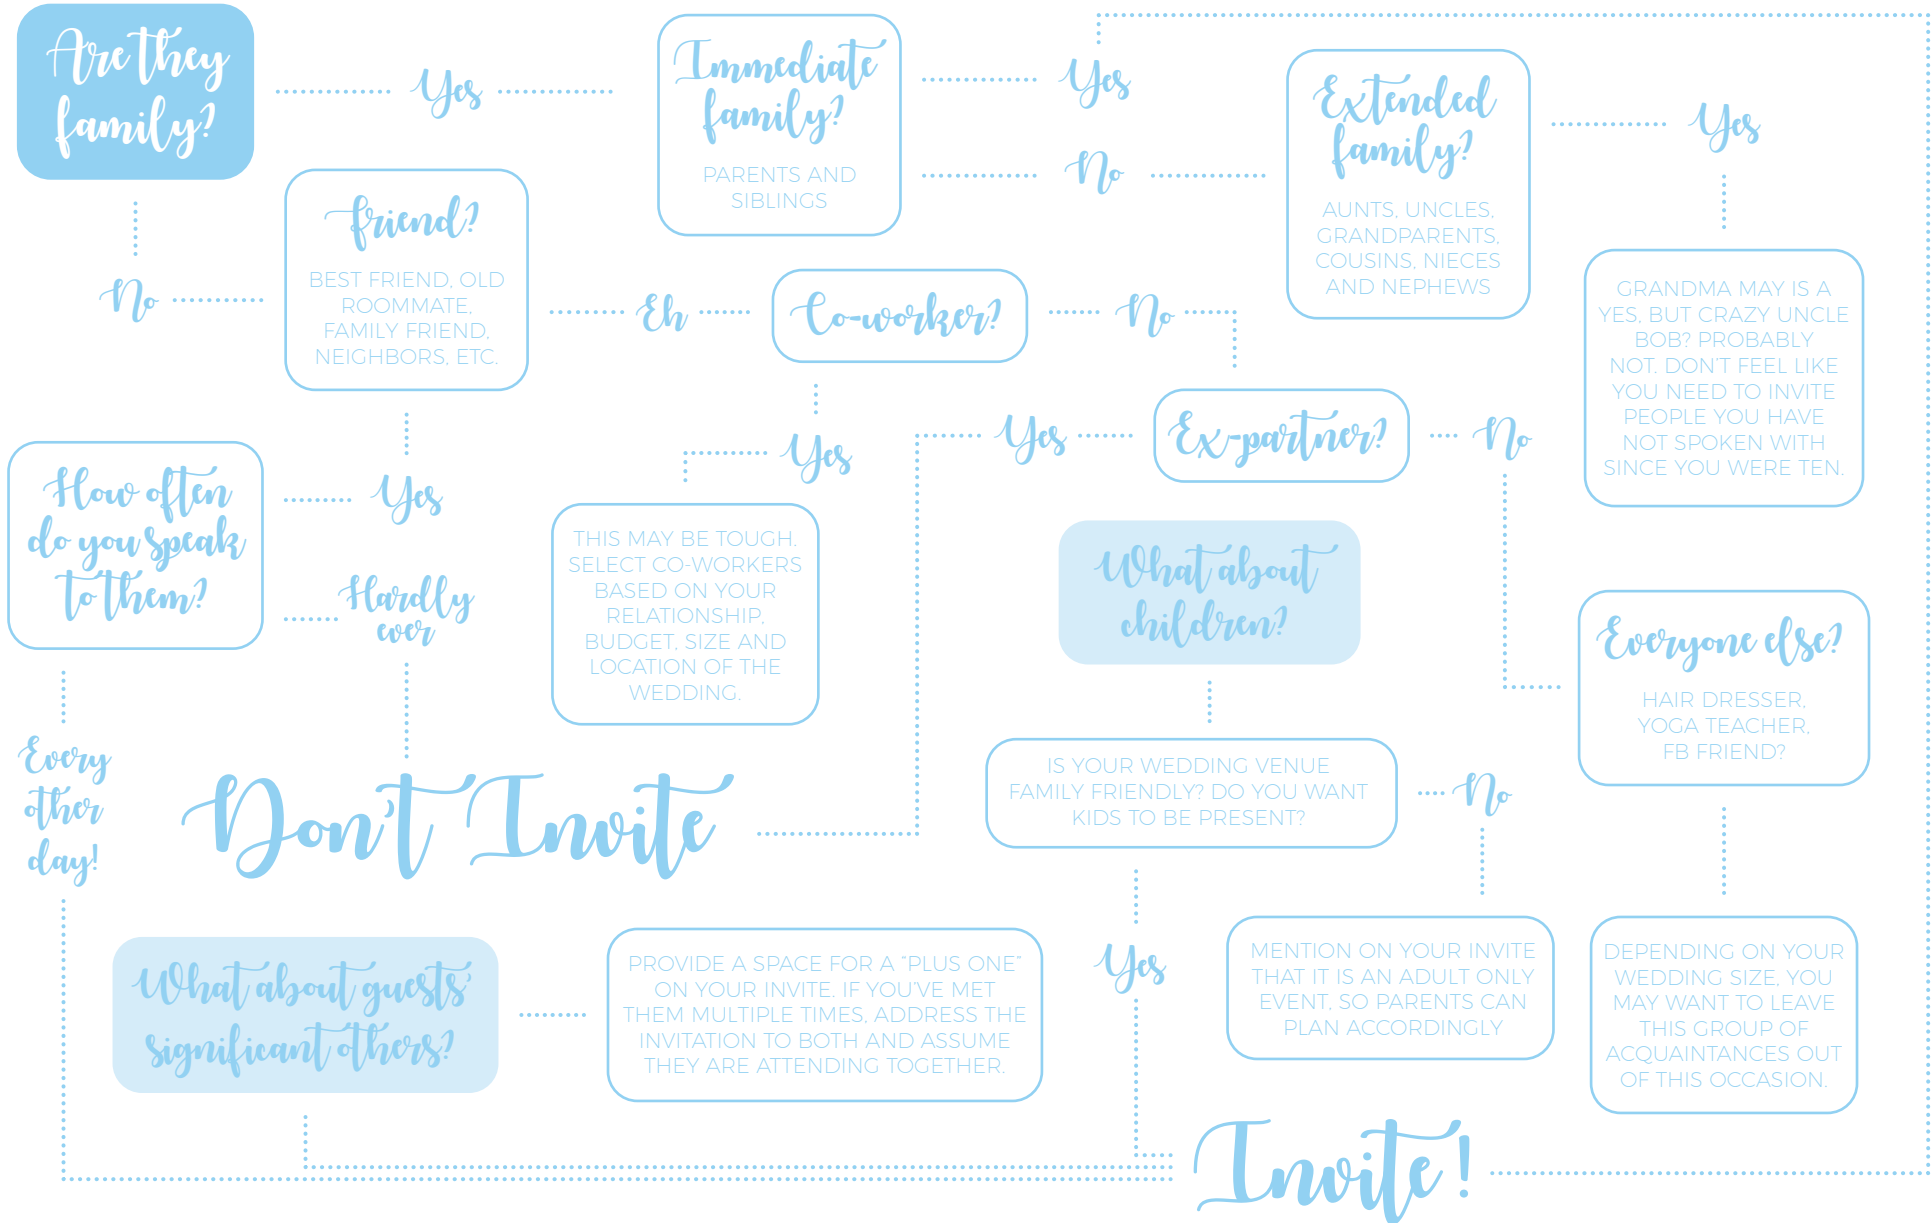 Are they
family?
Yes
Immediate
family?
PARENTS AND
SIBLINGS
Yes
No
Extended
family?
AUNTS, UNCLES,
GRANDPARENTS,
COUSINS, NIECES
AND NEPHEWS
Yes
GRANDMA MAY IS A
YES, BUT CRAZY UNCLE
BOB? PROBABLY
NOT. DON'T FEEL LIKE
YOU NEED TO INVITE
PEOPLE YOU HAVE
NOT SPOKEN WITH
SINCE YOU WERE TEN.
No
friend?
BEST FRIEND, OLD
ROOMMATE,
FAMILY FRIEND,
NEIGHBORS, ETC.
Eh
Co-worker?
No
Yes
THIS MAY BE TOUGH.
SELECT CO-WORKERS
BASED ON YOUR
RELATIONSHIP,
BUDGET, SIZE AND
LOCATION OF THE
WEDDING.
Yes
Ex-partner?
No
How often
do you speak
to them?
Yes
Hardly
ever
Every
other
day!
Don't Invite
What about
children?
IS YOUR WEDDING VENUE
FAMILY FRIENDLY? DO YOU WANT
KIDS TO BE PRESENT?
No
Yes
MENTION ON YOUR INVITE
THAT IT IS AN ADULT ONLY
EVENT, SO PARENTS CAN
PLAN ACCORDINGLY
Everyone else?
HAIR DRESSER,
YOGA TEACHER,
FB FRIEND?
DEPENDING ON YOUR
WEDDING SIZE, YOU
MAY WANT TO LEAVE
THIS GROUP OF
ACQUAINTANCES OUT
OF THIS OCCASION.
What about guests'
significant others?
PROVIDE A SPACE FOR A “PLUS ONE”
ON YOUR INVITE. IF YOU'VE MET
THEM MULTIPLE TIMES, ADDRESS THE
INVITATION TO BOTH AND ASSUME
THEY ARE ATTENDING TOGETHER.
Invite!